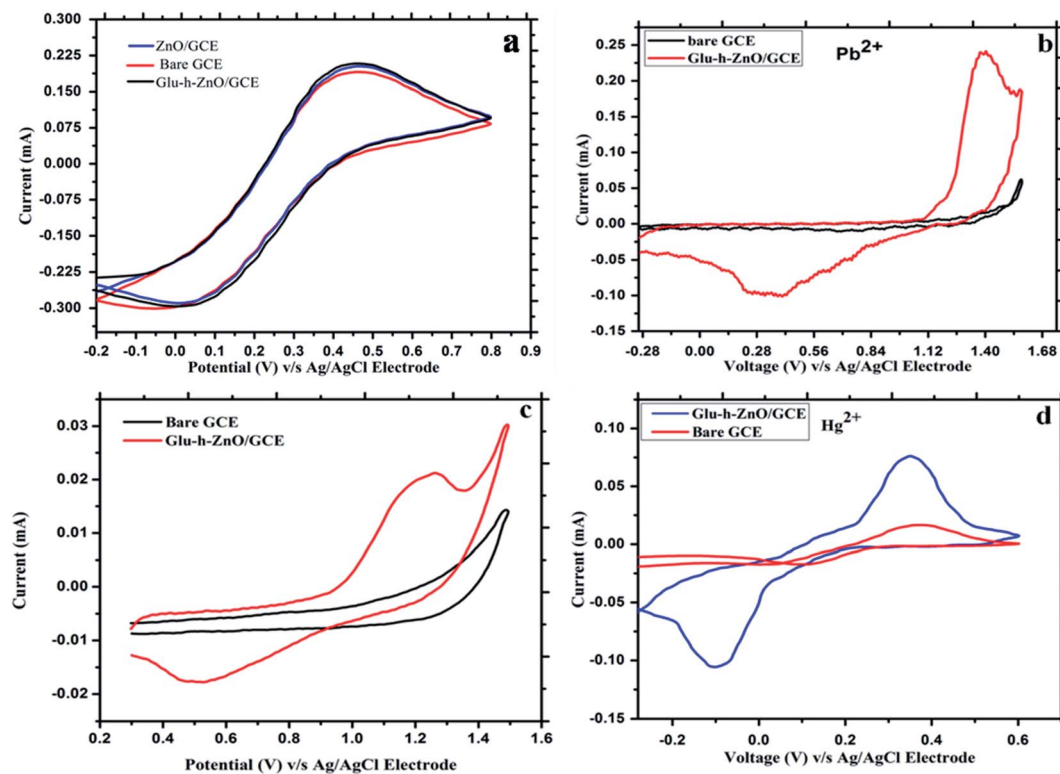 a
ZnO/GCE
Bare GCE
Glu-h-ZnO/GCE
0.300
0.225
0.150
0.075
0.000
-0.075
-0.150
-0.225
-0.300
Current (mA)
-0.2 -0.1 0.0 0.1 0.2 0.3 0.4 0.5 0.6 0.7 0.8 0.9
Potential (V) v/s Ag/AgCl Electrode
b
bare GCE
Glu-h-ZnO/GCE
Pb2+
0.25
0.20
0.15
0.10
0.05
0.00
-0.05
-0.10
-0.15
Current (mA)
-0.28 0.00 0.28 0.56 0.84 1.12 1.40 1.68
Voltage (V) v/s Ag/AgCl Electrode
c
Bare GCE
Glu-h-ZnO/GCE
0.03
0.02
0.01
0.00
-0.01
-0.02
Current (mA)
0.2 0.4 0.6 0.8 1.0 1.2 1.4 1.6
Potential (V) v/s Ag/AgCl Electrode
d
Glu-h-ZnO/GCE
Bare GCE
Hg2+
0.10
0.05
0.00
-0.05
-0.10
-0.15
Current (mA)
-0.2 0.0 0.2 0.4 0.6
Voltage (V) v/s Ag/AgCl Electrode